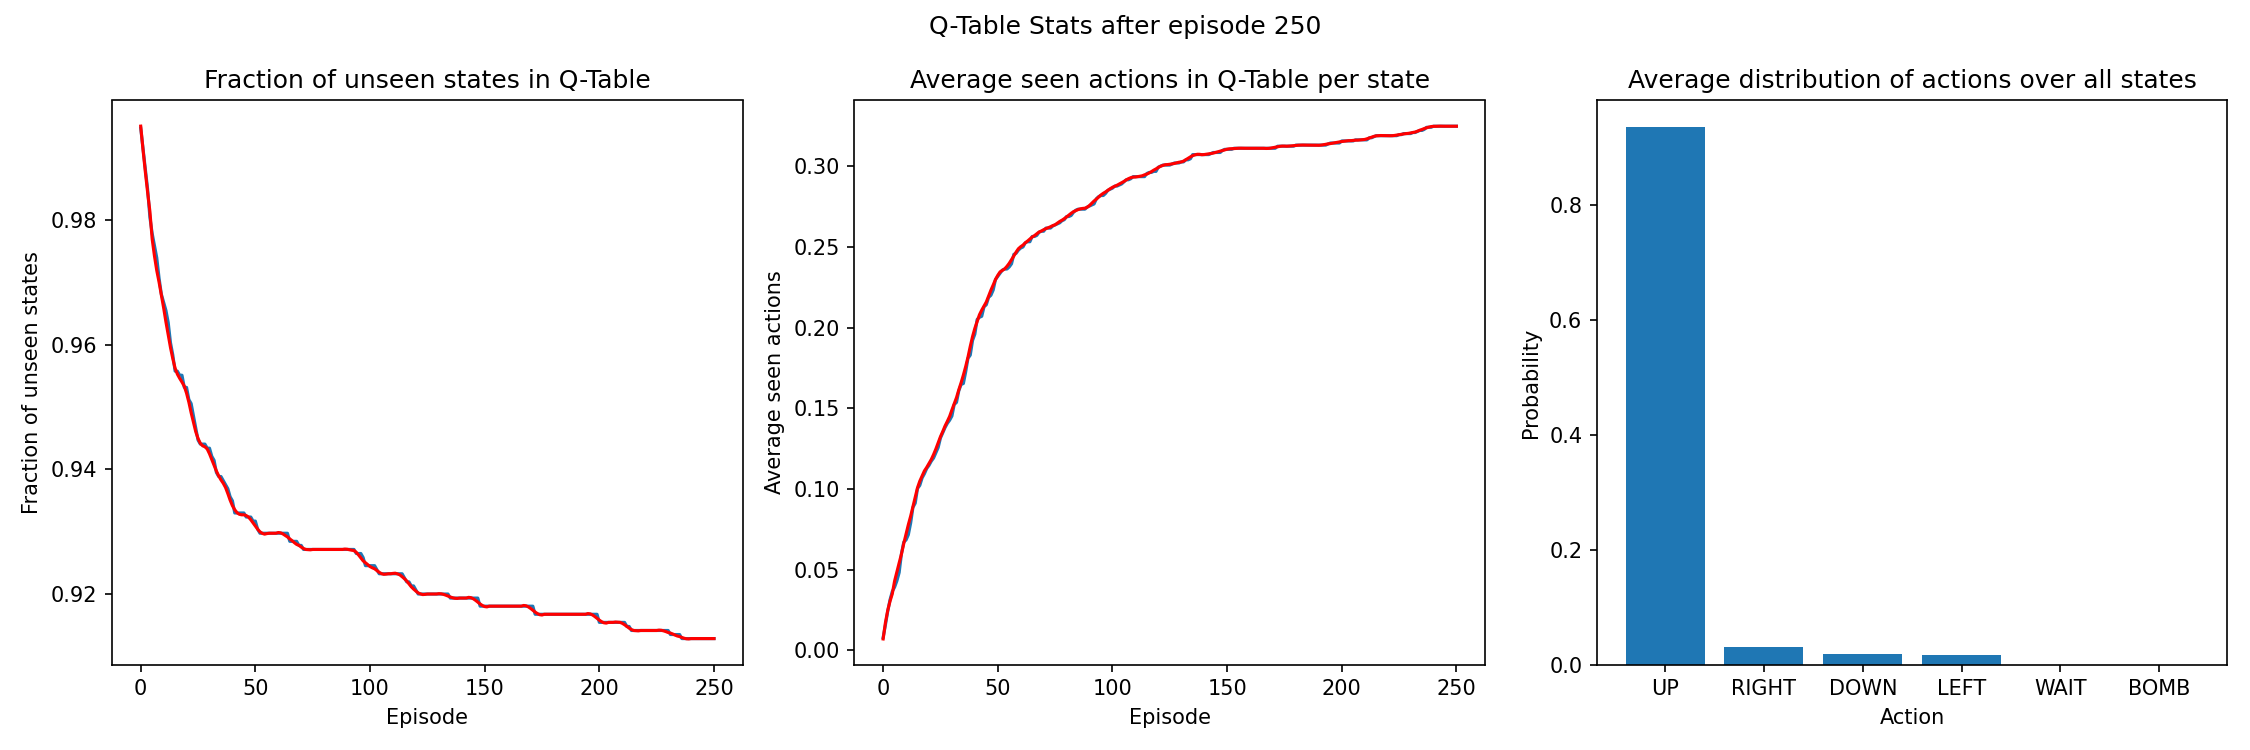 Q-Table Stats after episode 250
Fraction of unseen states in Q-Table
Fraction of unseen states
0.98
0.96
0.94
0.92
0 50 100 150 200 250
Episode
Average seen actions in Q-Table per state
Average seen actions
0.30
0.25
0.20
0.15
0.10
0.05
0.00
0 50 100 150 200 250
Episode
Average distribution of actions over all states
Probability
0.8
0.6
0.4
0.2
0.0
UP RIGHT DOWN LEFT WAIT BOMB
Action